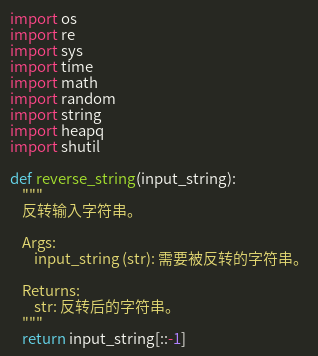 import os
import re
import sys
import time
import math
import random
import string
import heapq
import shutil

def reverse_string(input_string):
    """
    反转输入字符串。

    Args:
        input_string (str): 需要被反转的字符串。

    Returns:
        str: 反转后的字符串。
    """
    return input_string[::-1]